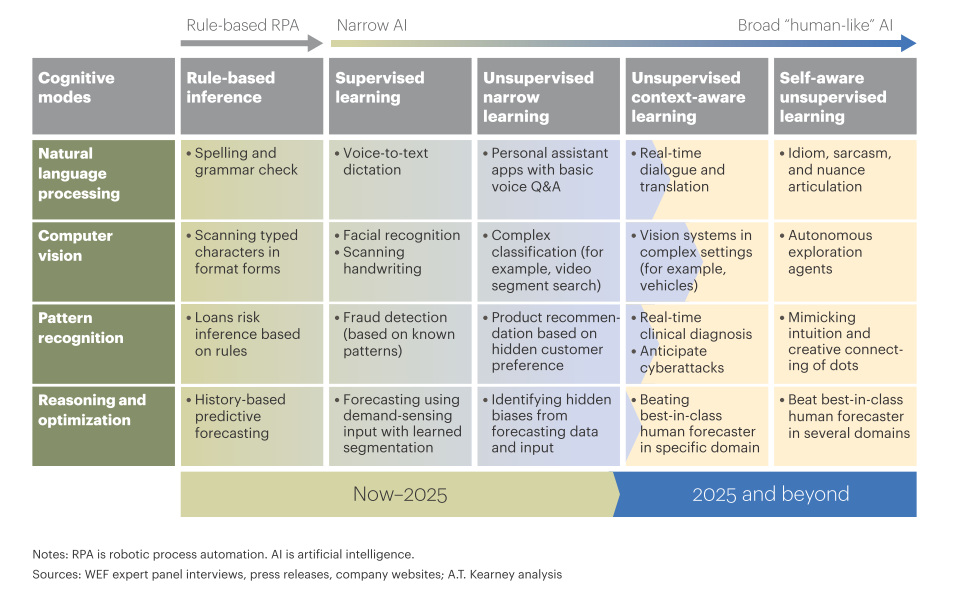 Rule-based RPA
Narrow AI
Broad “human-like” AI
Cognitive
modes
Rule-based
inference
Supervised
learning
Unsupervised
narrow
learning
Unsupervised
context-aware
learning
Self-aware
unsupervised
learning
Natural
language
processing
• Spelling and
grammar check
• Voice-to-text
dictation
• Personal assistant
apps with basic
voice Q&A
• Real-time
dialogue and
translation
• Idiom, sarcasm,
and nuance
articulation
Computer
vision
• Scanning typed
characters in
format forms
• Facial recognition
• Scanning
handwriting
• Complex
classification (for
example, video
segment search)
• Vision systems in
complex settings
(for example,
vehicles)
• Autonomous
exploration
agents
Pattern
recognition
• Loans risk
inference based
on rules
• Fraud detection
(based on known
patterns)
• Product recommen-
dation based on
hidden customer
preference
• Real-time
clinical diagnosis
• Anticipate
cyberattacks
• Mimicking
intuition and
creative connect-
ing of dots
Reasoning and
optimization
• History-based
predictive
forecasting
• Forecasting using
demand-sensing
input with learned
segmentation
• Identifying hidden
biases from
forecasting data
and input
• Beating
best-in-class
human forecaster
in specific domain
• Beat best-in-class
human forecaster
in several domains
Now–2025
2025 and beyond
Notes: RPA is robotic process automation. AI is artificial intelligence.
Sources: WEF expert panel interviews, press releases, company websites; A.T. Kearney analysis